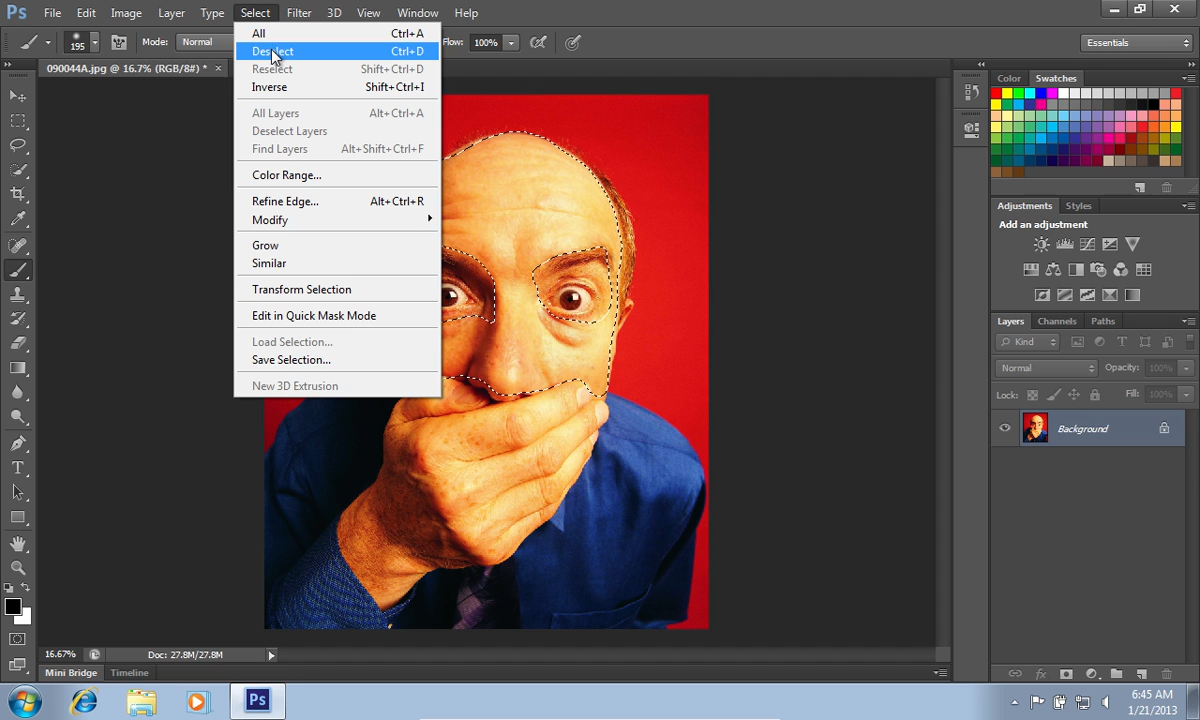 Ps File Edit Image Layer Type Select Filter 3D View Window Help
195 Mode: Normal Flow: 100% Essentials
090044A.jpg @ 16.7% (RGB/8#) * ×
All Ctrl+A
Deselect Ctrl+D
Reselect Shift+Ctrl+D
Inverse Shift+Ctrl+I
All Layers Alt+Ctrl+A
Deselect Layers
Find Layers Alt+Shift+Ctrl+F
Color Range...
Refine Edge... Alt+Ctrl+R
Modify
Grow
Similar
Transform Selection
Edit in Quick Mask Mode
Load Selection...
Save Selection...
New 3D Extrusion
Color Swatches
Adjustments Styles
Add an adjustment
Layers Channels Paths
Kind
Normal Opacity: 100%
Lock: Fill: 100%
Background
16.67% Doc: 27.8M/27.8M
Mini Bridge Timeline
Ps
6:45 AM
1/21/2013